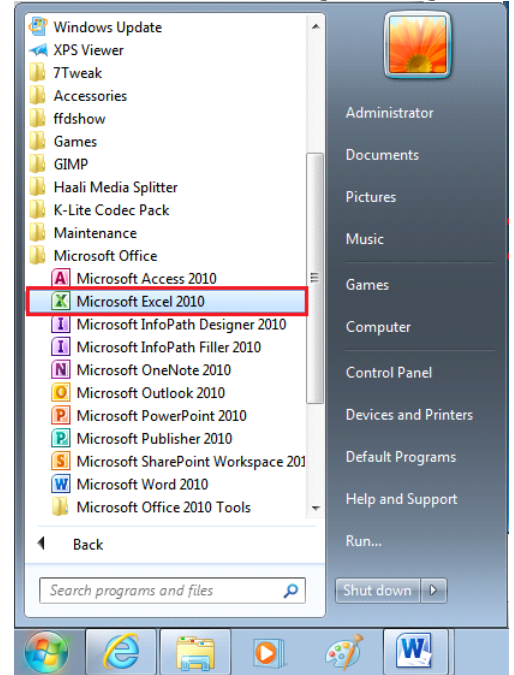 Windows Update
XPS Viewer
7Tweak
Accessories
ffdshow
Games
GIMP
Haali Media Splitter
K-Lite Codec Pack
Maintenance
Microsoft Office
Microsoft Access 2010
Microsoft Excel 2010
Microsoft InfoPath Designer 2010
Microsoft InfoPath Filler 2010
Microsoft OneNote 2010
Microsoft Outlook 2010
Microsoft PowerPoint 2010
Microsoft Publisher 2010
Microsoft SharePoint Workspace 201
Microsoft Word 2010
Microsoft Office 2010 Tools
Back
Search programs and files
Administrator
Documents
Pictures
Music
Games
Computer
Control Panel
Devices and Printers
Default Programs
Help and Support
Run...
Shut down